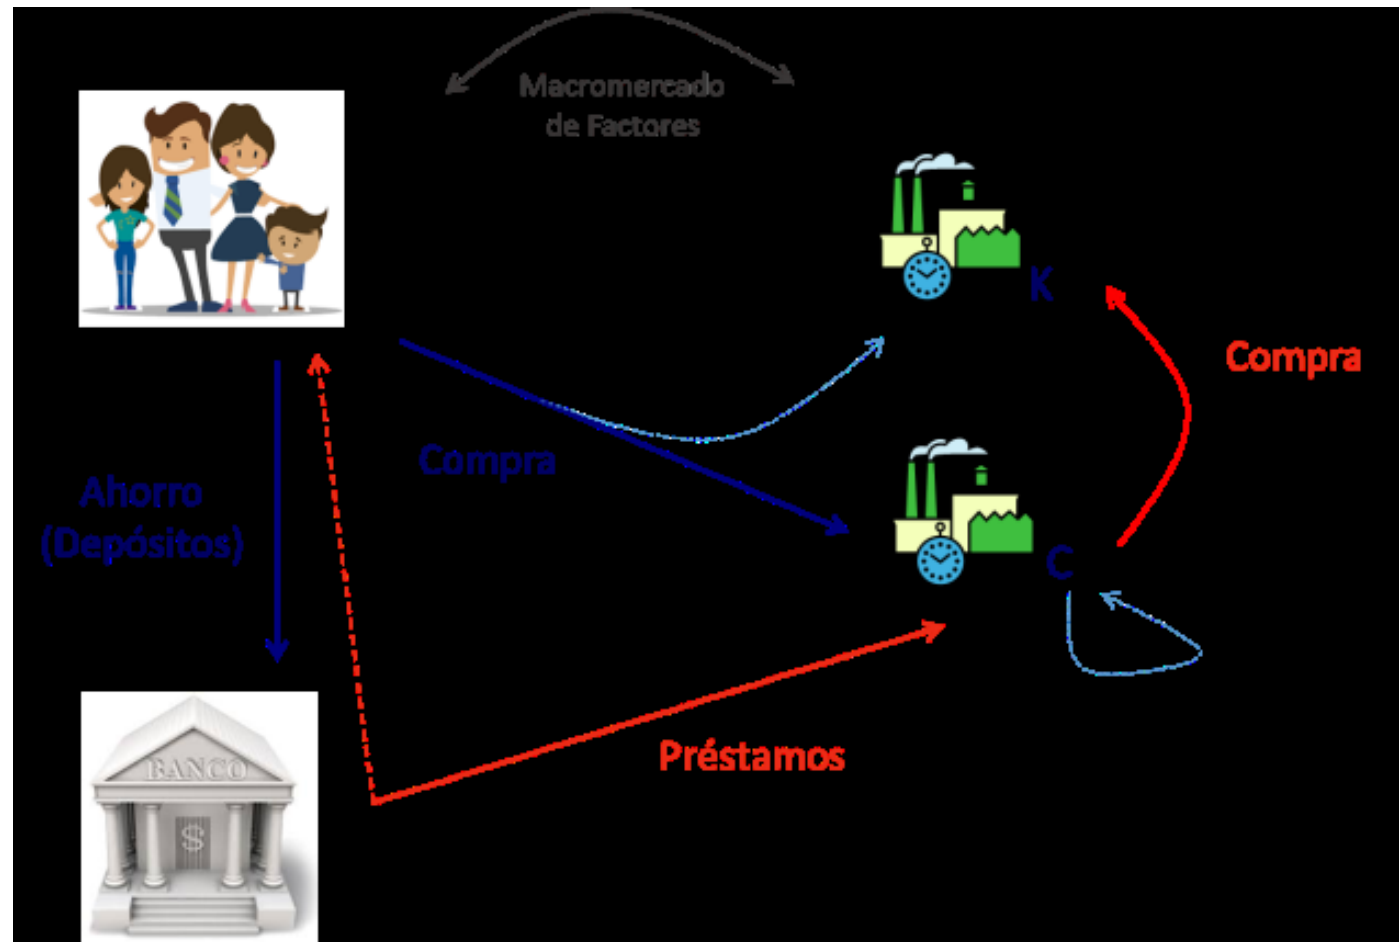 Macromercado
de Factores
K
Compra
Compra
Ahorro
(Depósitos)
C
Préstamos
BANCO
$